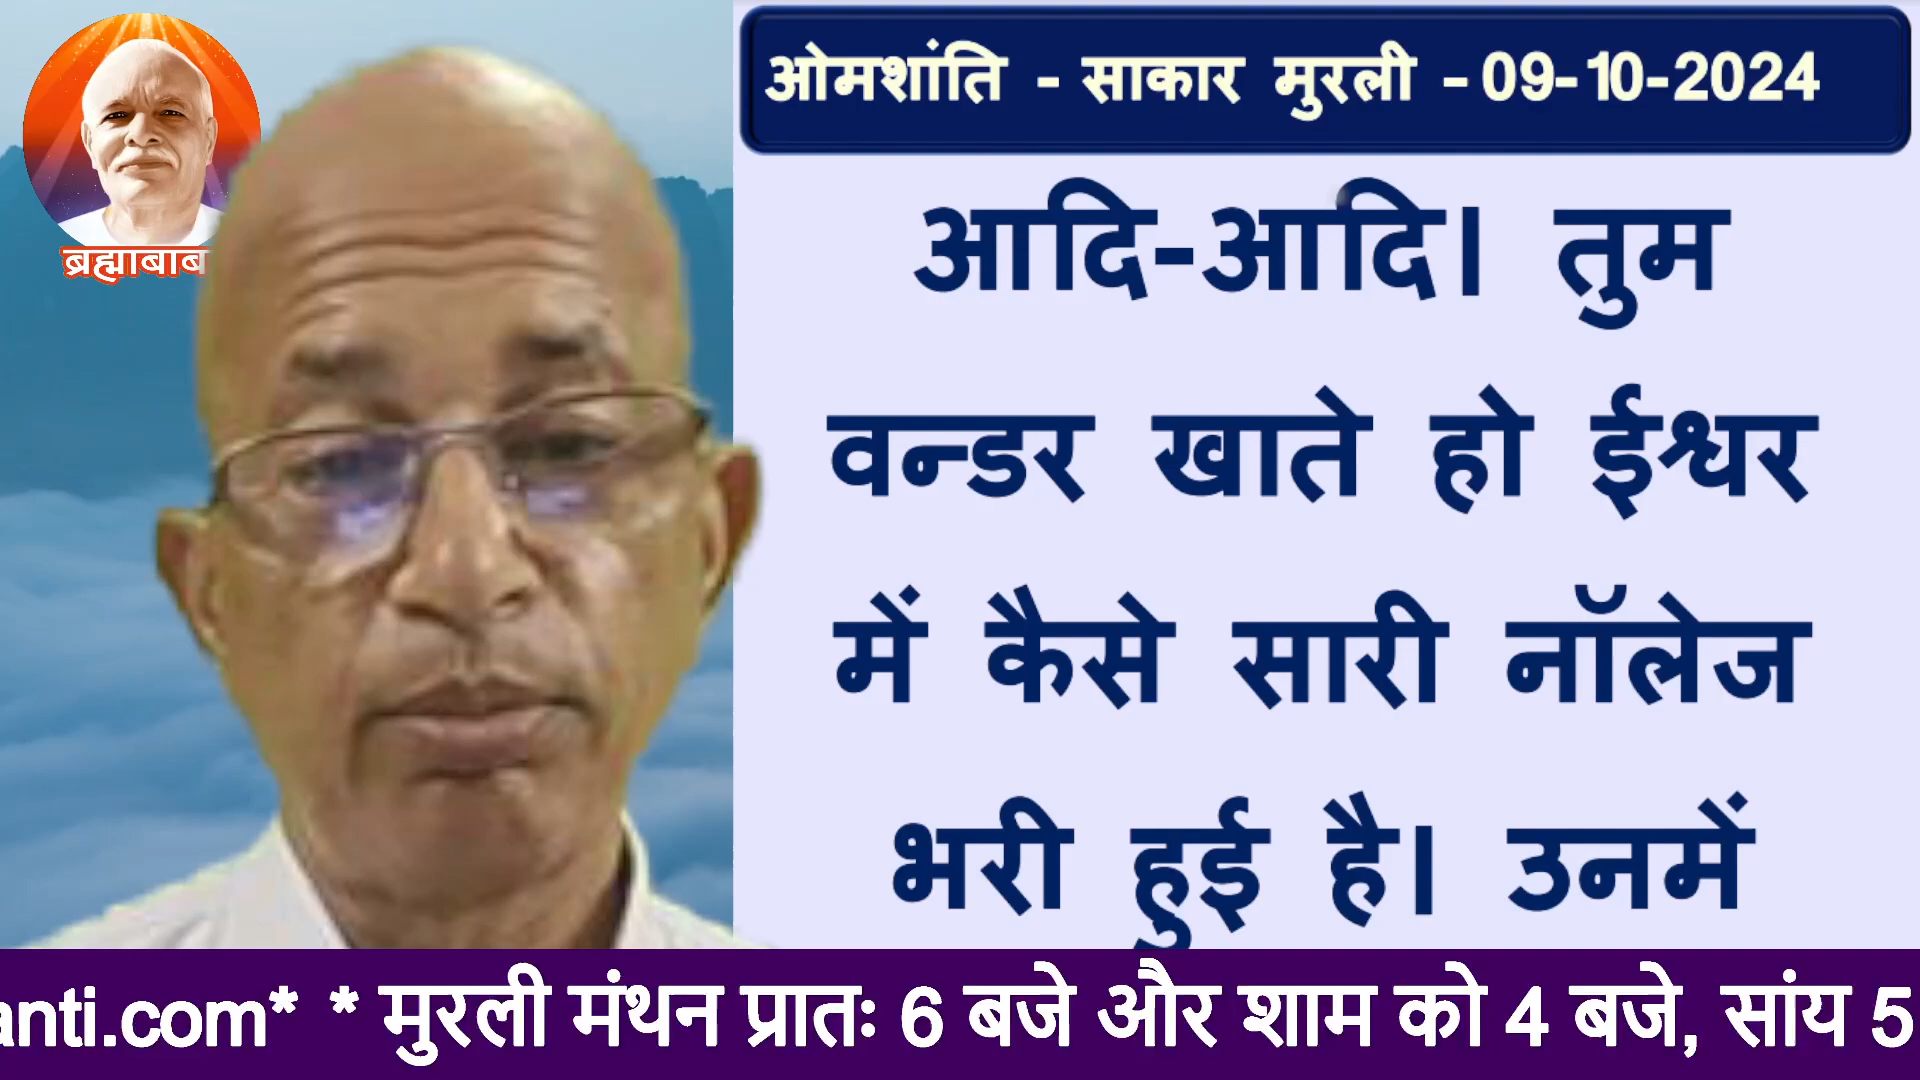 ब्रह्माबाब
ओमशांति - साकार मुरली - 09-10-2024
आदि-आदि। तुम
वन्डर खाते हो ईश्वर
में कैसे सारी नॉलेज
भरी हुई है। उनमें
anti.com* * मुरली मंथन प्रातः 6 बजे और शाम को 4 बजे, सांय 5